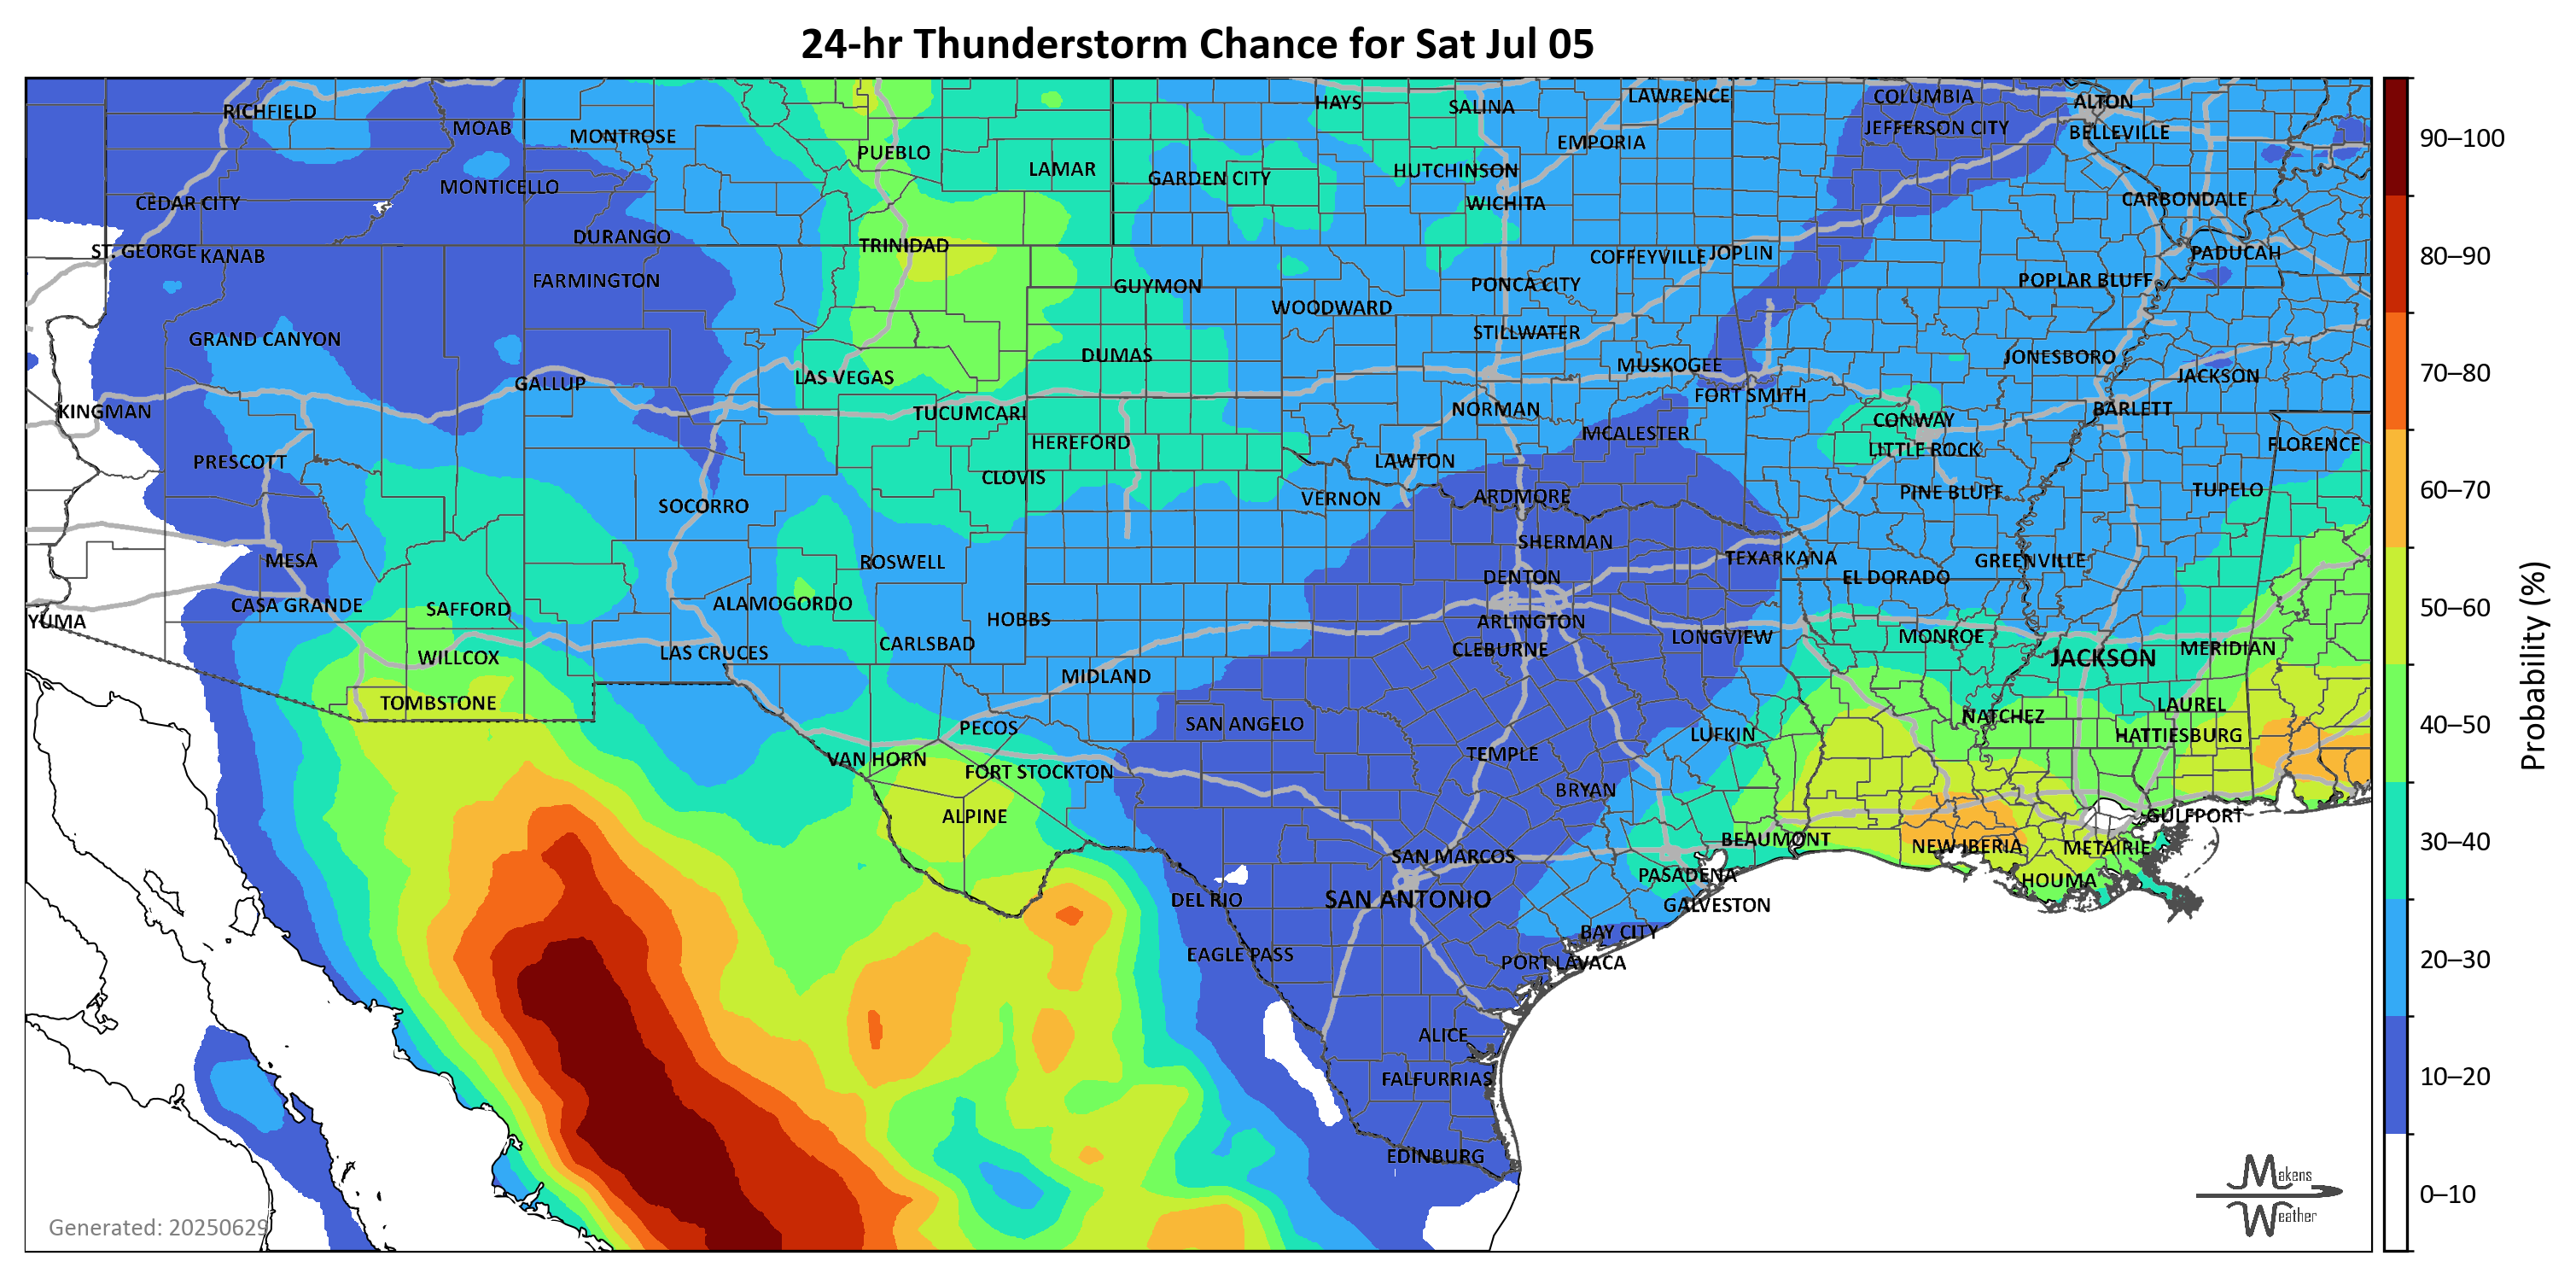 24-hr Thunderstorm Chance for Sat Jul 05
RICHFIELD
MOAB
MONTROSE
PUEBLO
LAMAR
HAYS
SALINA
LAWRENCE
COLUMBIA
ALTON
JEFFERSON CITY
BELLEVILLE
EMPORIA
HUTCHINSON
GARDEN CITY
MONTICELLO
CEDAR CITY
WICHITA
CARBONDALE
DURANGO
TRINIDAD
ST. GEORGE
KANAB
COFFEYVILLE
JOPLIN
PADUCAH
FARMINGTON
GUYMON
PONCA CITY
POPLAR BLUFF
WOODWARD
GRAND CANYON
STILLWATER
DUMAS
MUSKOGEE
JONESBORO
JACKSON
LAS VEGAS
GALLUP
KINGMAN
TUCUMCARI
NORMAN
FORT SMITH
BARLETT
CONWAY
HEREFORD
MCALESTER
LITTLE ROCK
FLORENCE
PRESCOTT
LAWTON
CLOVIS
VERNON
ARDMORE
PINE BLUFF
TUPELO
SOCORRO
SHERMAN
MESA
ROSWELL
TEXARKANA
GREENVILLE
DENTON
EL DORADO
CASA GRANDE
SAFFORD
ALAMOGORDO
HOBBS
ARLINGTON
YUMA
CARLSBAD
LONGVIEW
MONROE
WILLCOX
LAS CRUCES
CLEBURNE
JACKSON
MERIDIAN
MIDLAND
TOMBSTONE
PECOS
SAN ANGELO
LUFKIN
NATCHEZ
LAUREL
HATTIESBURG
VAN HORN
FORT STOCKTON
TEMPLE
BRYAN
ALPINE
GULFPORT
BEAUMONT
NEW IBERIA
METAIRIE
SAN MARCOS
PASADENA
HOUMA
DEL RIO
SAN ANTONIO
GALVESTON
BAY CITY
EAGLE PASS
PORT LAVACA
ALICE
FALFURRIAS
EDINBURG
Generated: 20250629
Makens
Weather
90–100
80–90
70–80
60–70
50–60
40–50
30–40
20–30
10–20
0–10
Probability (%)